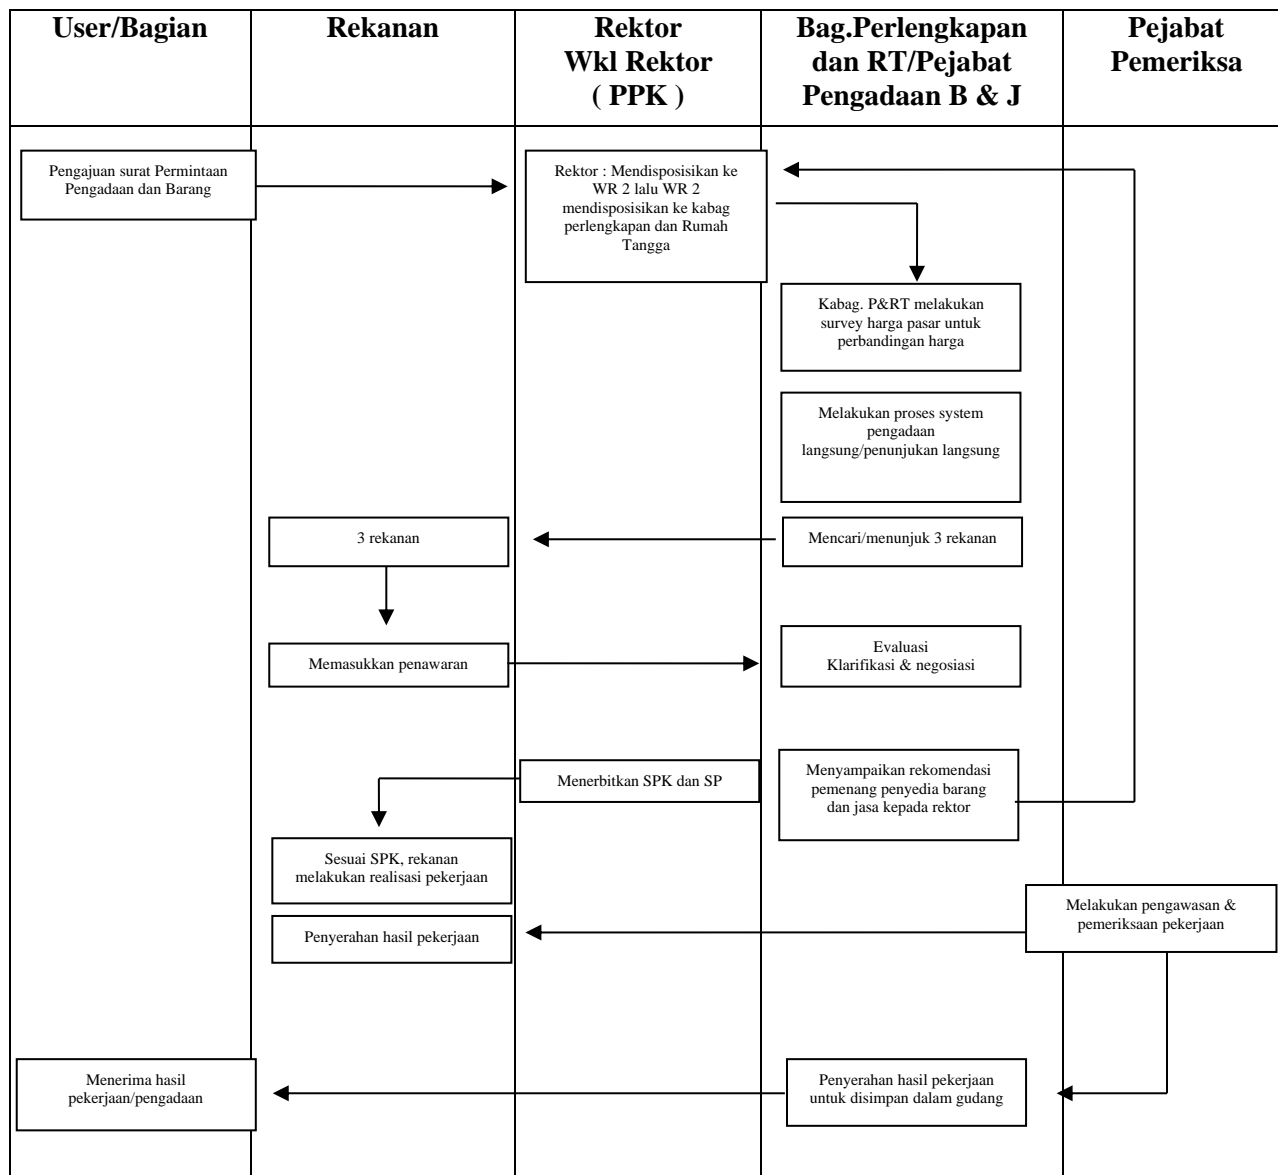 User/Bagian
Rekanan
Rektor
Wkl Rektor
( PPK )
Bag.Perlengkapan
dan RT/Pejabat
Pengadaan B & J
Pejabat
Pemeriksa
Pengajuan surat Permintaan
Pengadaan dan Barang
Rektor : Mendisposisikan ke
WR 2 lalu WR 2
mendisposisikan ke kabag
perlengkapan dan Rumah
Tangga
Kabag. P&RT melakukan
survey harga pasar untuk
perbandingan harga
Melakukan proses system
pengadaan
langsung/penunjukan langsung
3 rekanan
Mencari/menunjuk 3 rekanan
Memasukkan penawaran
Evaluasi
Klarifikasi & negosiasi
Menerbitkan SPK dan SP
Menyampaikan rekomendasi
pemenang penyedia barang
dan jasa kepada rektor
Sesuai SPK, rekanan
melakukan realisasi pekerjaan
Melakukan pengawasan &
pemeriksaan pekerjaan
Penyerahan hasil pekerjaan
Menerima hasil
pekerjaan/pengadaan
Penyerahan hasil pekerjaan
untuk disimpan dalam gudang